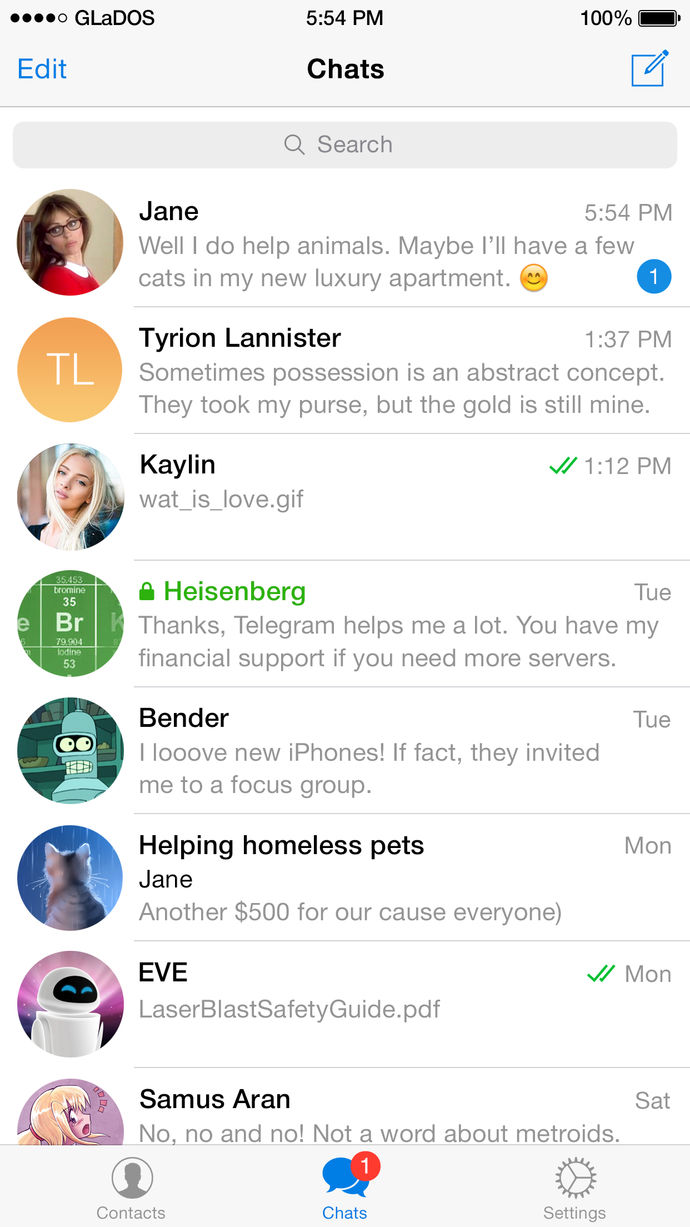 GLaDOS 5:54 PM 100%
Edit Chats
Search
Jane 5:54 PM
Well I do help animals. Maybe I’ll have a few
cats in my new luxury apartment. 😊 1
TL
Tyrion Lannister 1:37 PM
Sometimes possession is an abstract concept.
They took my purse, but the gold is still mine.
Kaylin 1:12 PM
wat_is_love.gif
35.453
bromine
35
Br
79.904
Iodine
53
Heisenberg Tue
Thanks, Telegram helps me a lot. You have my
financial support if you need more servers.
Bender Tue
I looove new iPhones! If fact, they invited
me to a focus group.
Helping homeless pets Mon
Jane
Another $500 for our cause everyone)
EVE Mon
LaserBlastSafetyGuide.pdf
Samus Aran Sat
No, no and no! Not a word about metroids.
1
Contacts Chats Settings